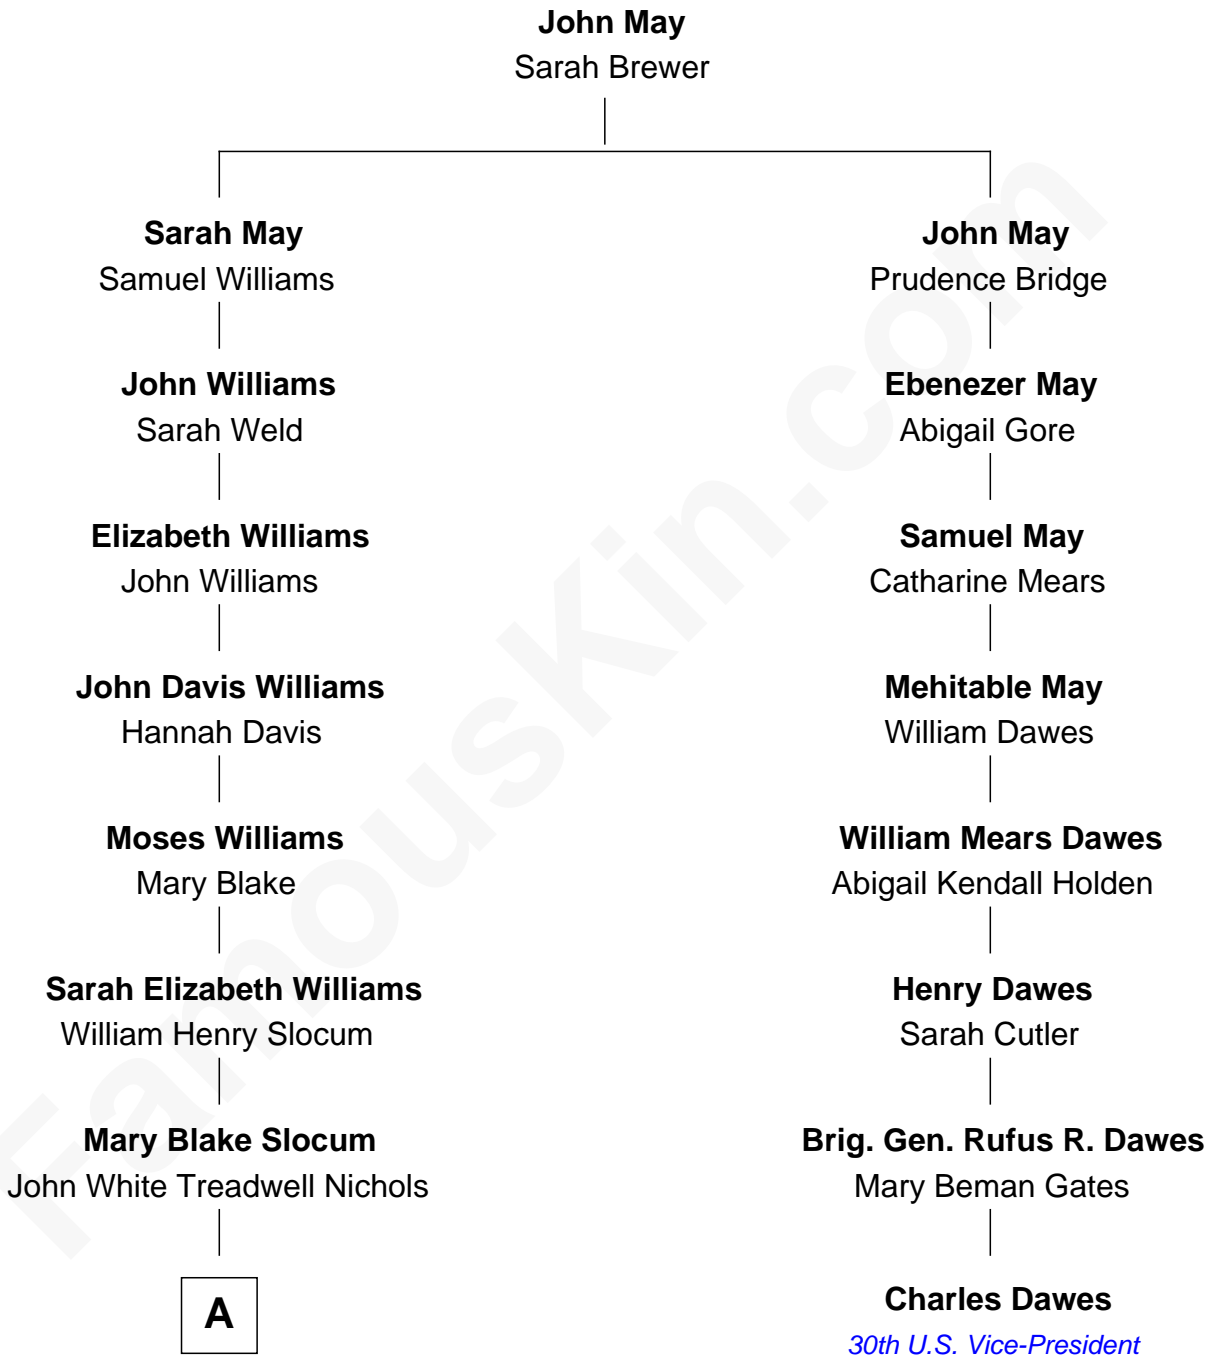 John May
Sarah Brewer
Sarah May
Samuel Williams
John May
Prudence Bridge
John Williams
Sarah Weld
Ebenezer May
Abigail Gore
Elizabeth Williams
John Williams
Samuel May
Catharine Mears
John Davis Williams
Hannah Davis
Mehitable May
William Dawes
Moses Williams
Mary Blake
William Mears Dawes
Abigail Kendall Holden
Sarah Elizabeth Williams
William Henry Slocum
Henry Dawes
Sarah Cutler
Mary Blake Slocum
John White Treadwell Nichols
Brig. Gen. Rufus R. Dawes
Mary Beman Gates
A
Charles Dawes
30th U.S. Vice-President
FamousKin.com